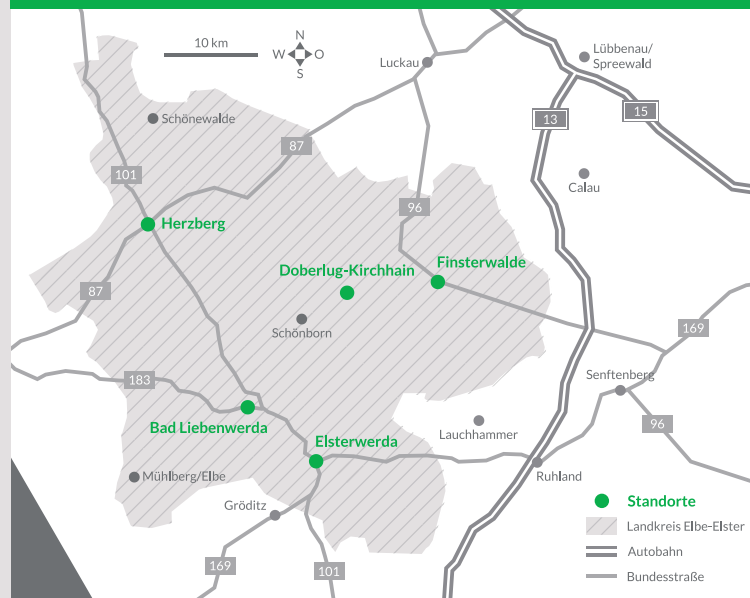 10 km
N
W
O
S
Luckau
Lübbenau/
Spreewald
13
15
Schönewalde
87
101
Calau
96
Herzberg
Finsterwalde
Doberlug-Kirchhain
87
Schönborn
169
183
Senftenberg
Bad Liebenwerda
96
Elsterwerda
Lauchhammer
Mühlberg/Elbe
Ruhland
Gröditz
Standorte
Landkreis Elbe-Elster
Autobahn
Bundesstraße
169
101